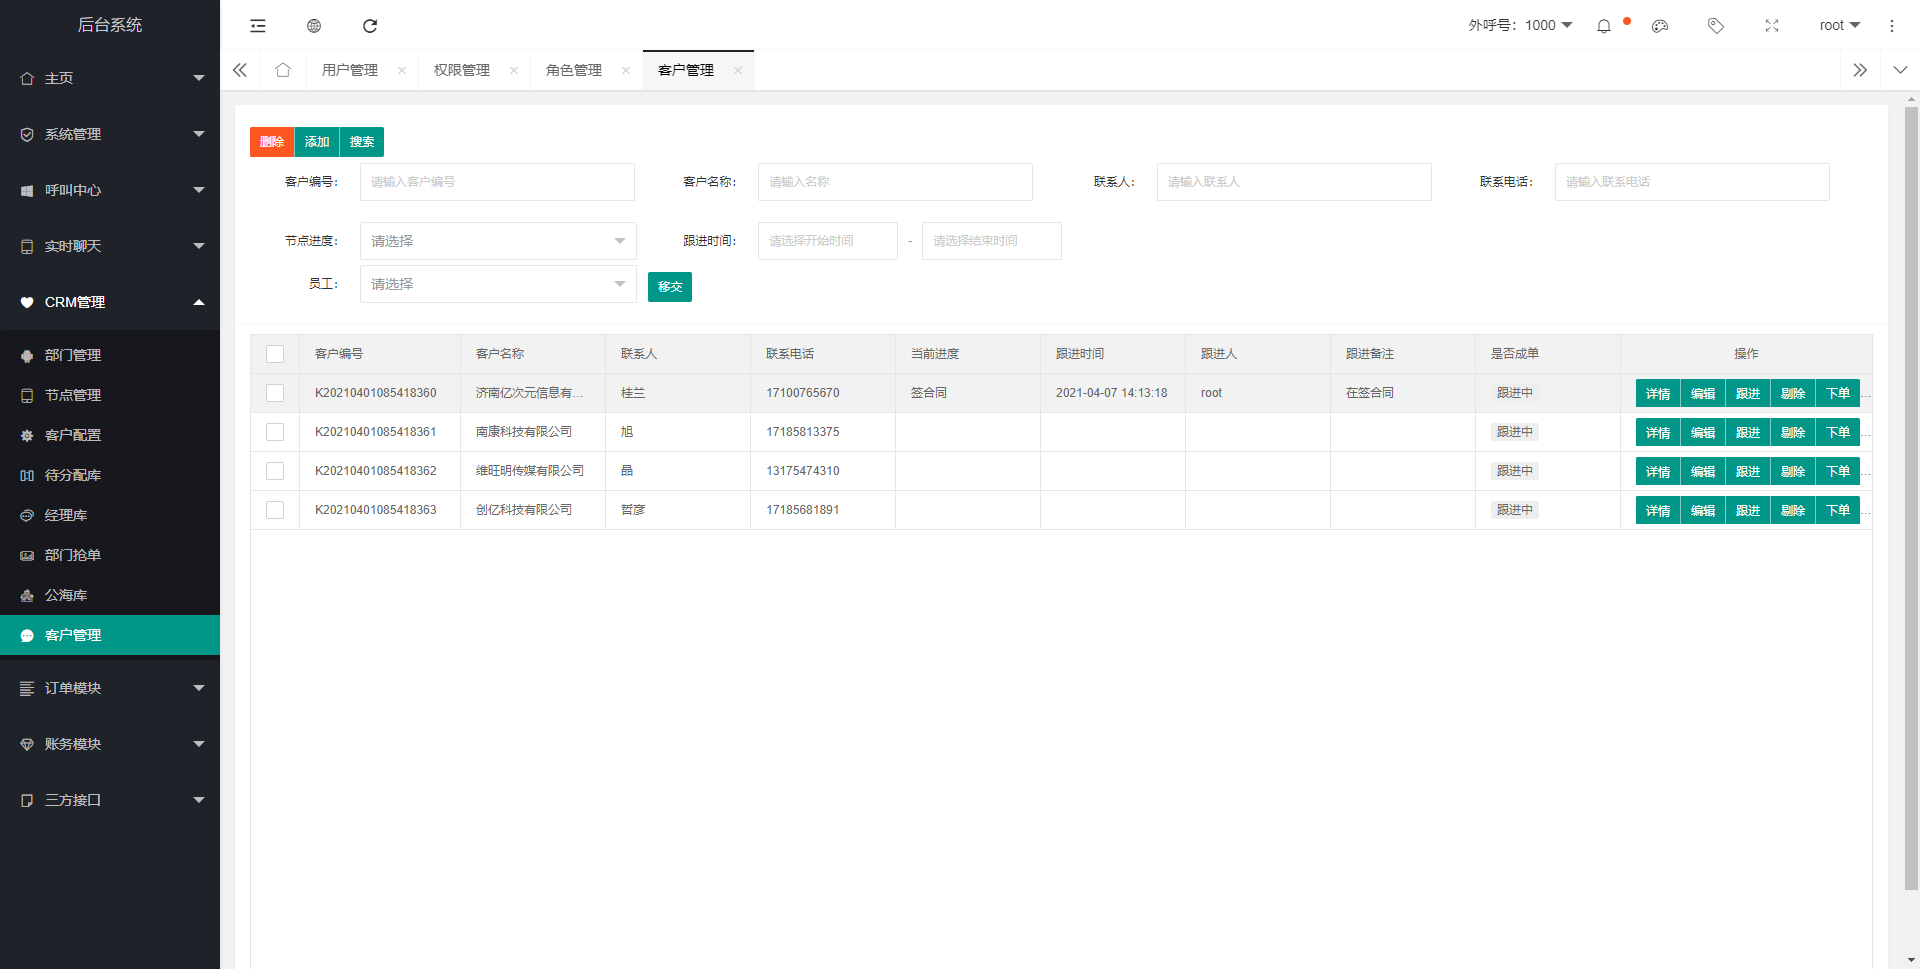 后台系统
外呼号：1000
root
主页
系统管理
呼叫中心
实时聊天
CRM管理
部门管理
节点管理
客户配置
待分配库
经理库
部门抢单
公海库
客户管理
订单模块
账务模块
三方接口
用户管理 权限管理 角色管理 客户管理
删除 添加 搜索
客户编号： 请输入客户编号 客户名称： 请输入名称 联系人： 请输入联系人 联系电话： 请输入联系电话
节点进度： 请选择 跟进时间： 请选择开始时间 - 请选择结束时间
员工： 请选择 移交
客户编号 客户名称 联系人 联系电话 当前进度 跟进时间 跟进人 跟进备注 是否成单 操作
K20210401085418360 济南亿次元信息有... 桂兰 17100765670 签合同 2021-04-07 14:13:18 root 在签合同 跟进中 详情 编辑 跟进 剔除 下单 ...
K20210401085418361 南康科技有限公司 旭 17185813375 跟进中 详情 编辑 跟进 剔除 下单 ...
K20210401085418362 维旺明传媒有限公司 13175474310 跟进中 详情 编辑 跟进 剔除 下单 ...
K20210401085418363 创亿科技有限公司 哲彦 17185681891 跟进中 详情 编辑 跟进 剔除 下单 ...